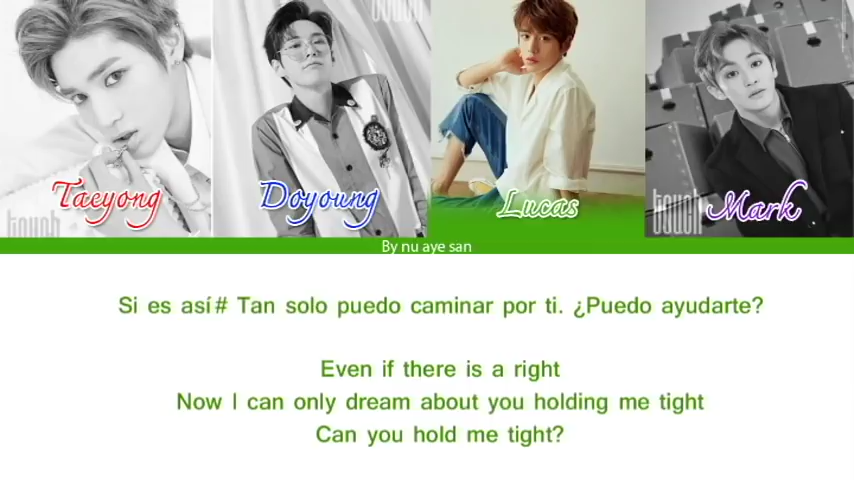 touch
touch
touch
Taeyong
Doyoung
Lucas
Mark
By nu aye san
Si es así# Tan solo puedo caminar por ti. ¿Puedo ayudarte?
Even if there is a right
Now I can only dream about you holding me tight
Can you hold me tight?